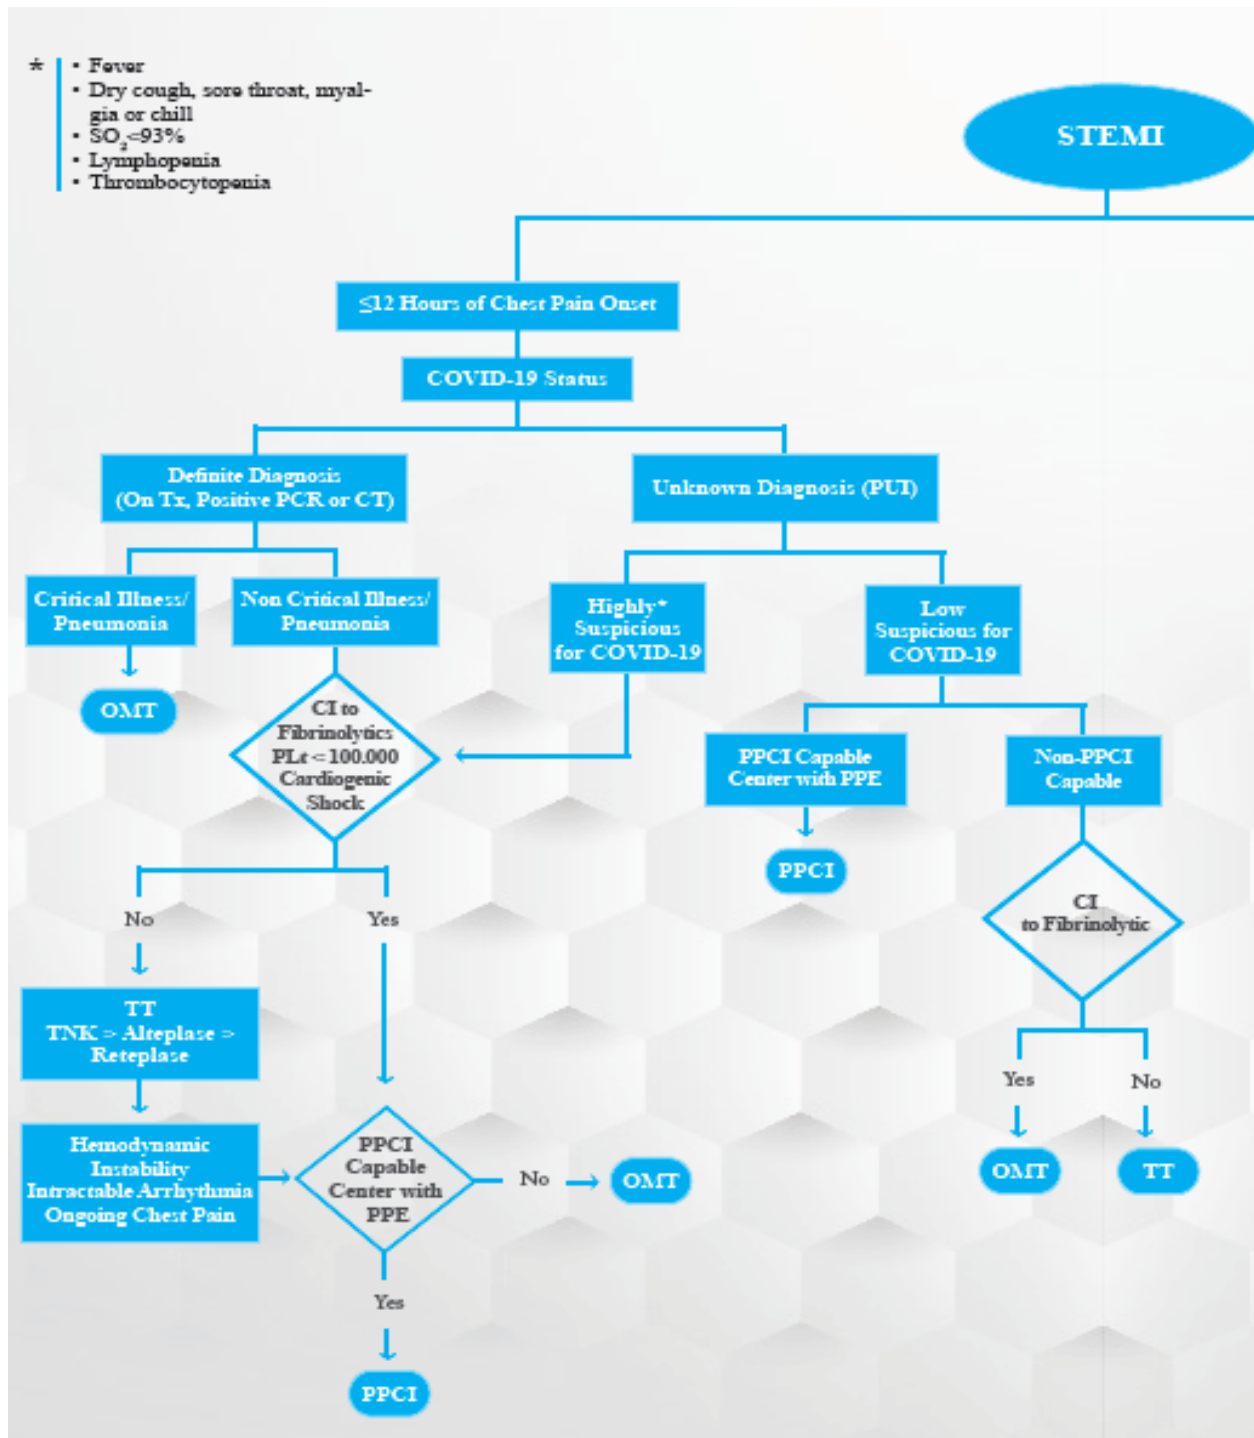 *
• Fever
• Dry cough, sore throat, myal-
gia or chill
• SO₂<93%
• Lymphopenia
• Thrombocytopenia
STEMI
≤12 Hours of Chest Pain Onset
COVID-19 Status
Definite Diagnosis
(On Tx, Positive PCR or CT)
Unknown Diagnosis (PUI)
Critical Illness/
Pneumonia
Non Critical Illness/
Pneumonia
Highly*
Suspicious
for COVID-19
Low
Suspicious for
COVID-19
OMT
CI to
Fibrinolytics
PLt < 100.000
Cardiogenic
Shock
PPCI Capable
Center with PPE
Non-PPCI
Capable
PPCI
CI
to Fibrinolytic
No
Yes
TT
TNK > Alteplase >
Reteplase
Yes
No
Hemodynamic
Instability
Intractable Arrhythmia
Ongoing Chest Pain
PPCI
Capable
Center with
PPE
No
OMT
OMT
TT
Yes
PPCI